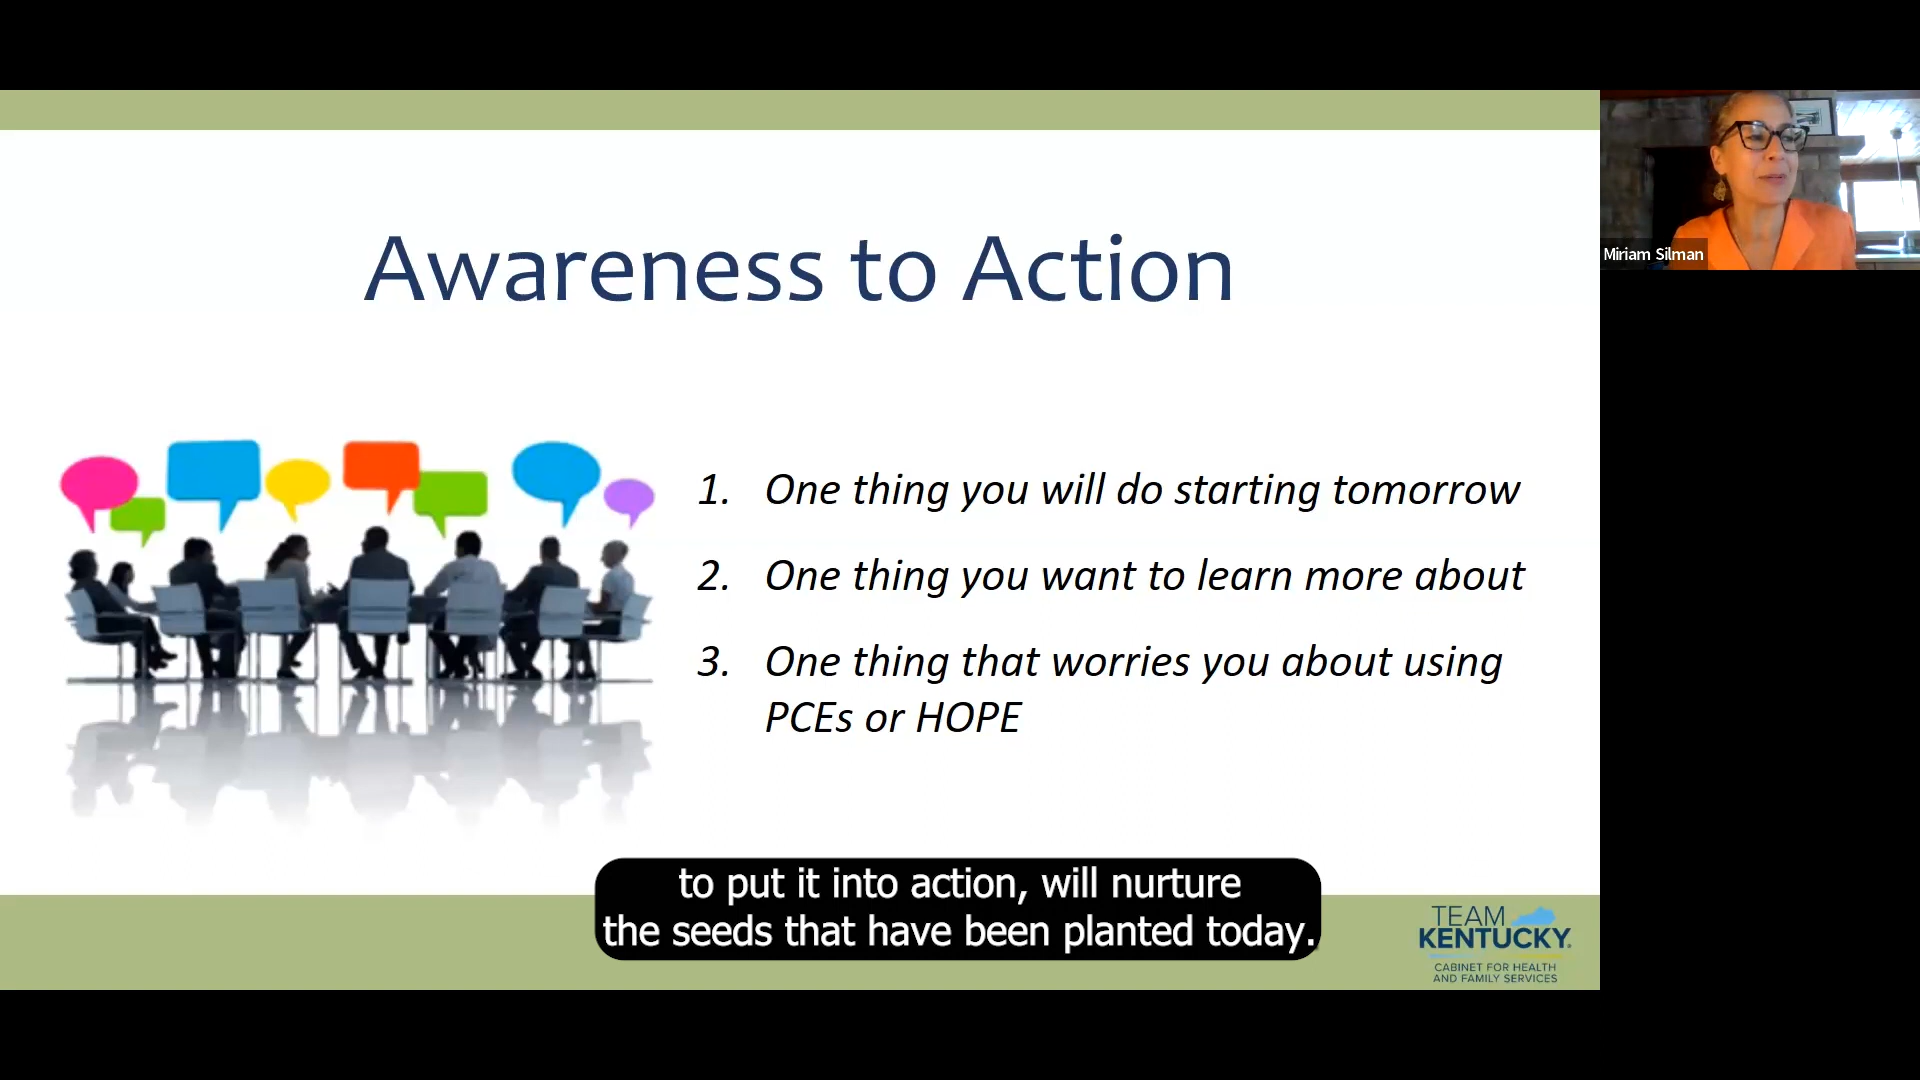 Awareness to Action
1. One thing you will do starting tomorrow
2. One thing you want to learn more about
3. One thing that worries you about using
PCEs or HOPE
to put it into action, will nurture
the seeds that have been planted today.
TEAM
KENTUCKY
CABINET FOR HEALTH
AND FAMILY SERVICES
Miriam Silman